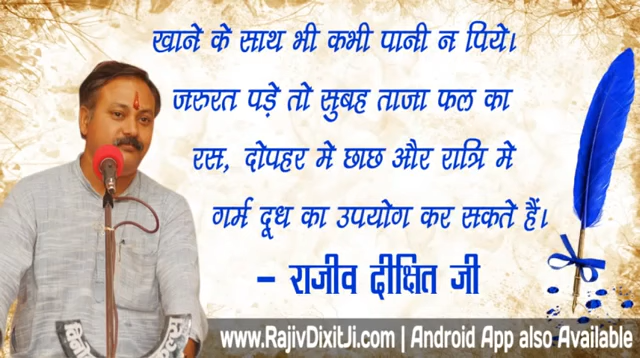 खाने के साथ भी कभी पानी न पिये।
जरुरत पड़े तो सुबह ताजा फल का
रस, दोपहर मे छाछ और रात्रि मे
गर्म दूध का उपयोग कर सकते हैं।
– राजीव दीक्षित जी
www.RajivDixitJi.com | Android App also Available